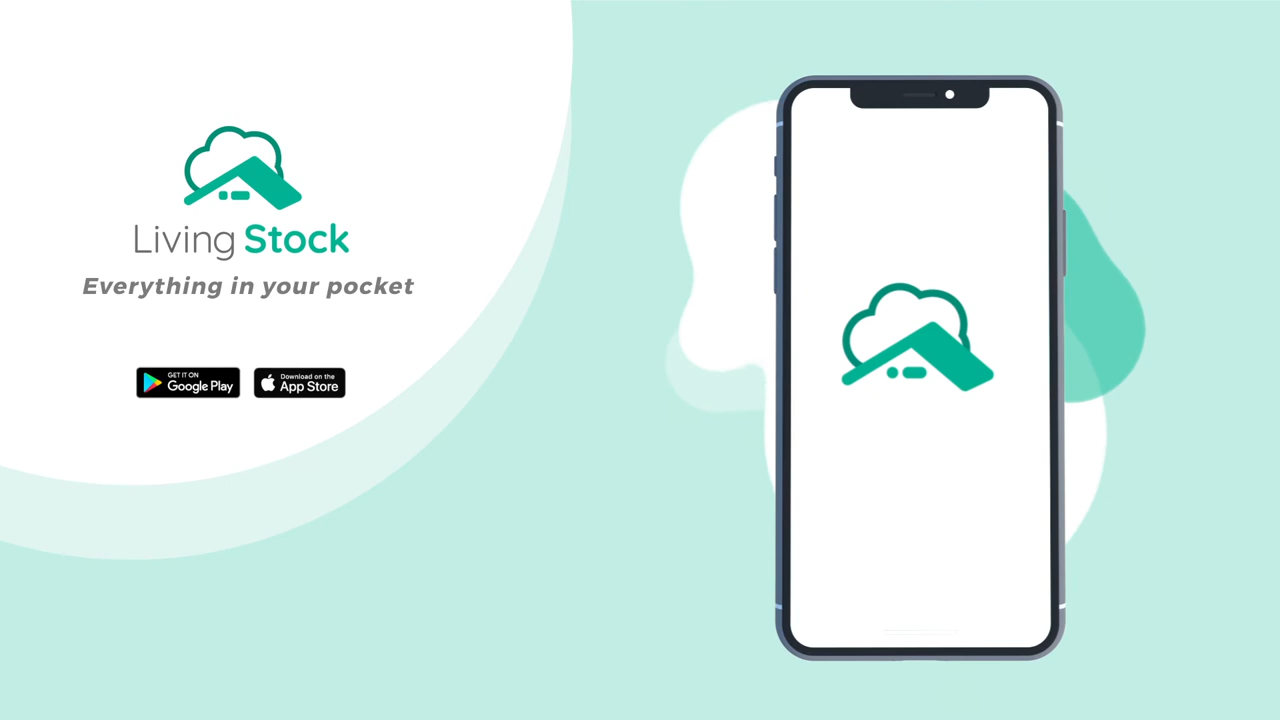 Living Stock
Everything in your pocket
GET IT ON
Google Play
Download on the
App Store